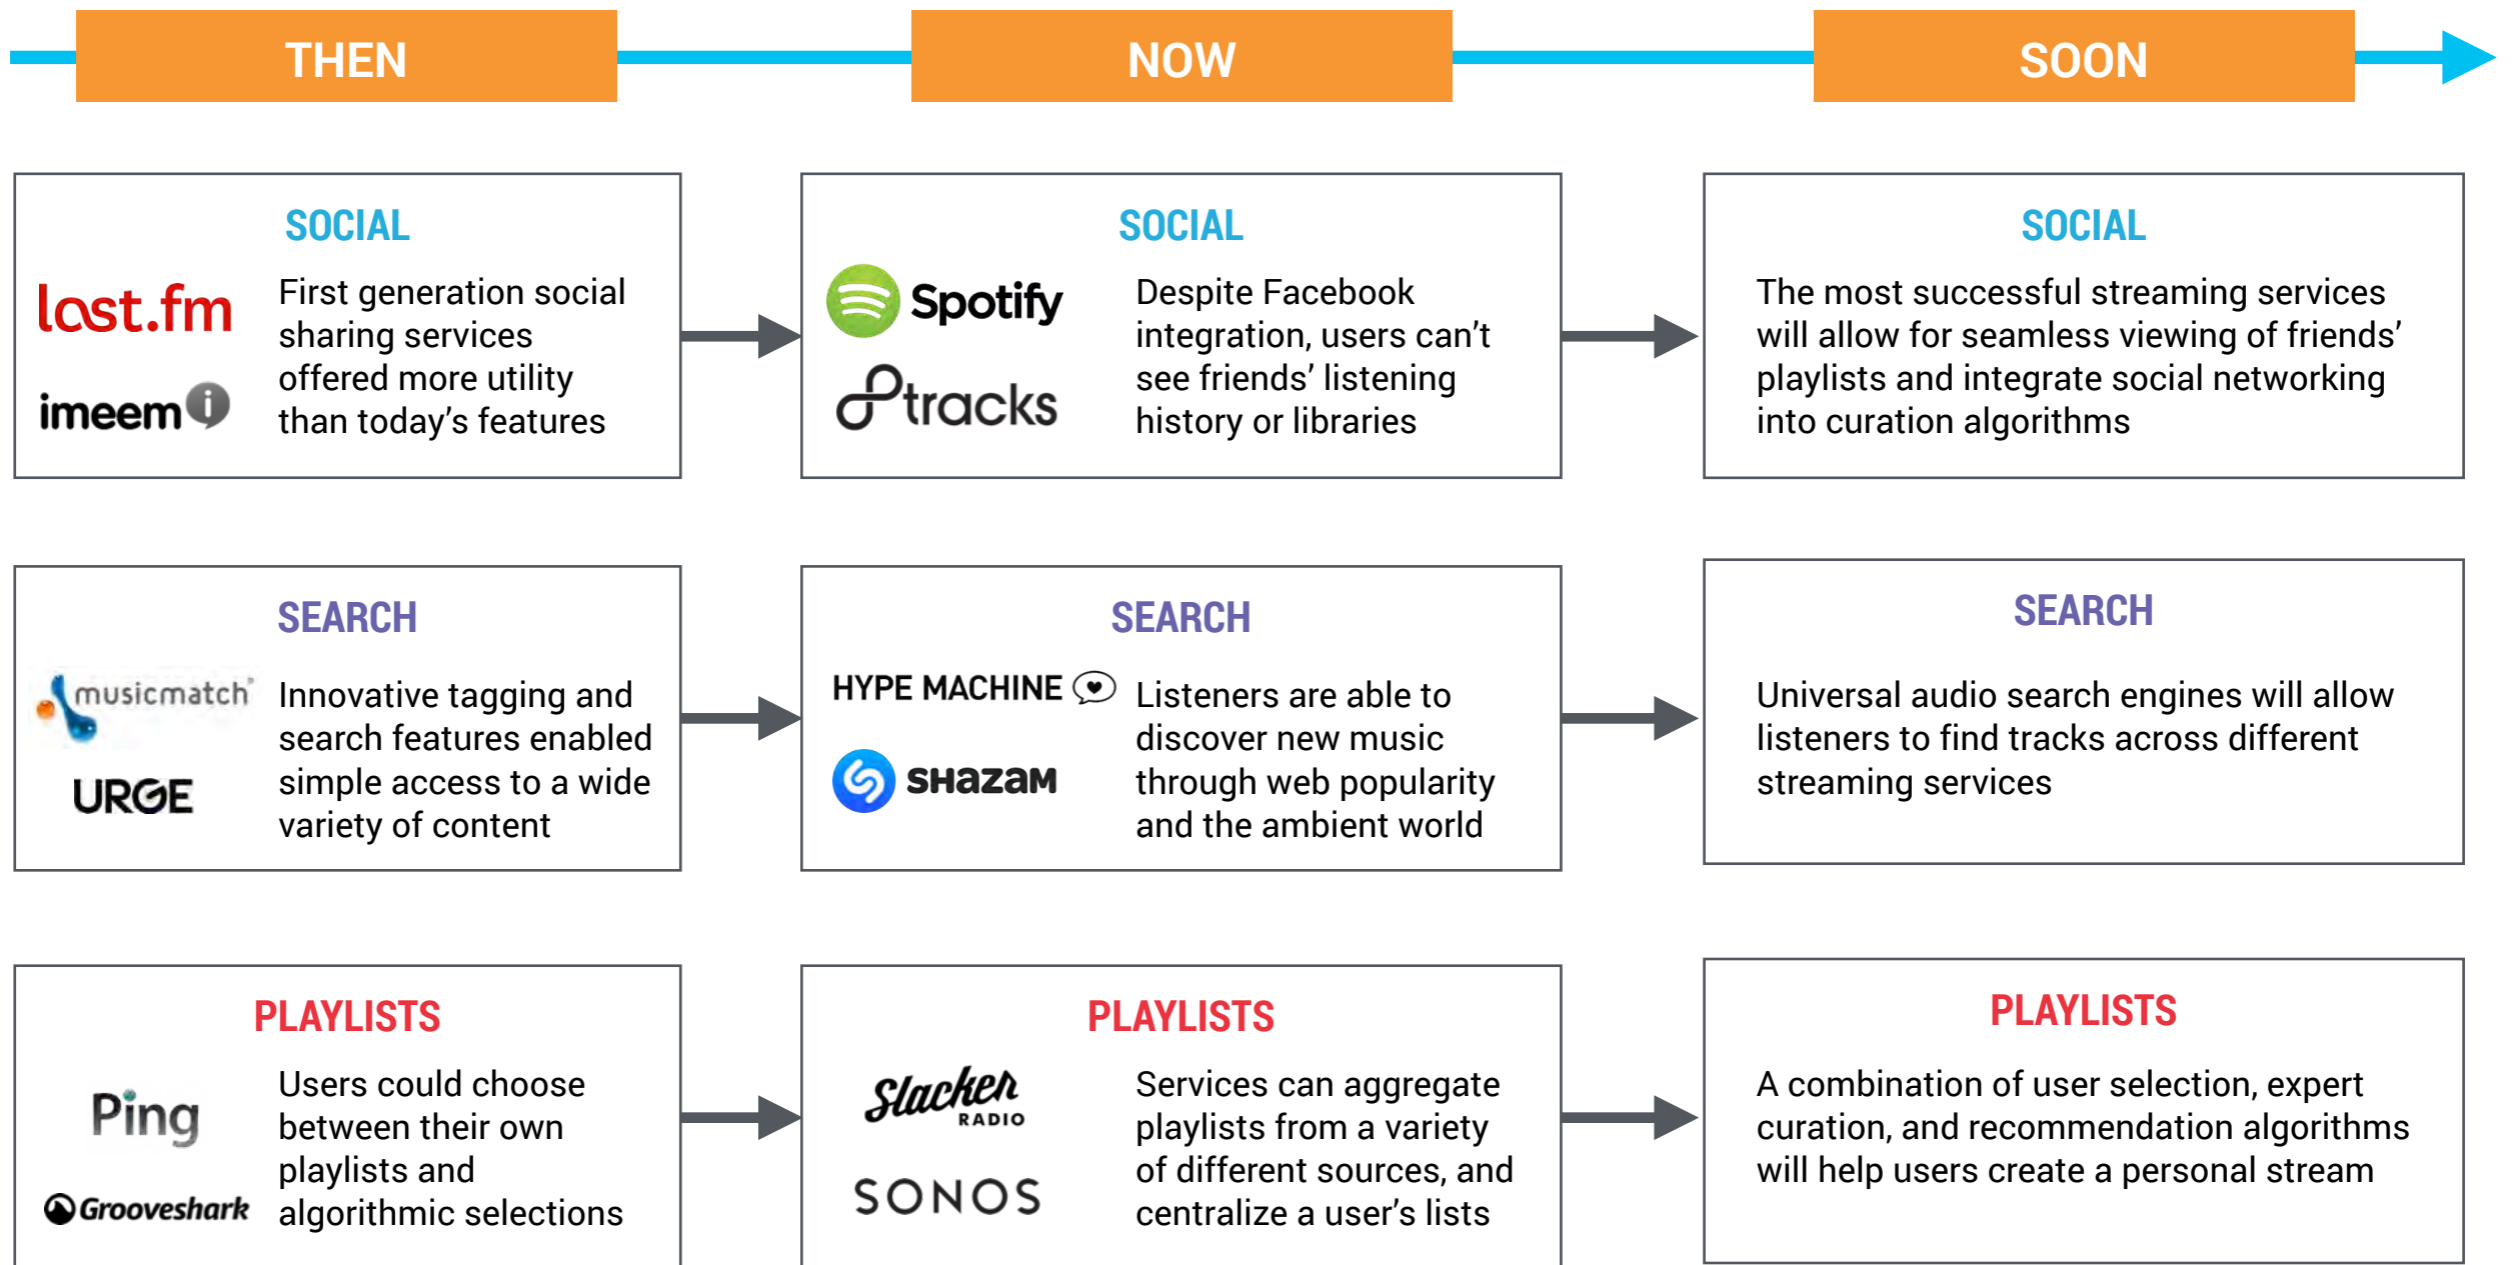 THEN
NOW
SOON
SOCIAL
last.fm
imeem
First generation social
sharing services
offered more utility
than today's features
SOCIAL
Spotify
8tracks
Despite Facebook
integration, users can't
see friends' listening
history or libraries
SOCIAL
The most successful streaming services
will allow for seamless viewing of friends'
playlists and integrate social networking
into curation algorithms
SEARCH
musicmatch
URGE
Innovative tagging and
search features enabled
simple access to a wide
variety of content
SEARCH
HYPE MACHINE
SHAZAM
Listeners are able to
discover new music
through web popularity
and the ambient world
SEARCH
Universal audio search engines will allow
listeners to find tracks across different
streaming services
PLAYLISTS
Ping
Grooveshark
Users could choose
between their own
playlists and
algorithmic selections
PLAYLISTS
Slacker
RADIO
SONOS
Services can aggregate
playlists from a variety
of different sources, and
centralize a user's lists
PLAYLISTS
A combination of user selection, expert
curation, and recommendation algorithms
will help users create a personal stream